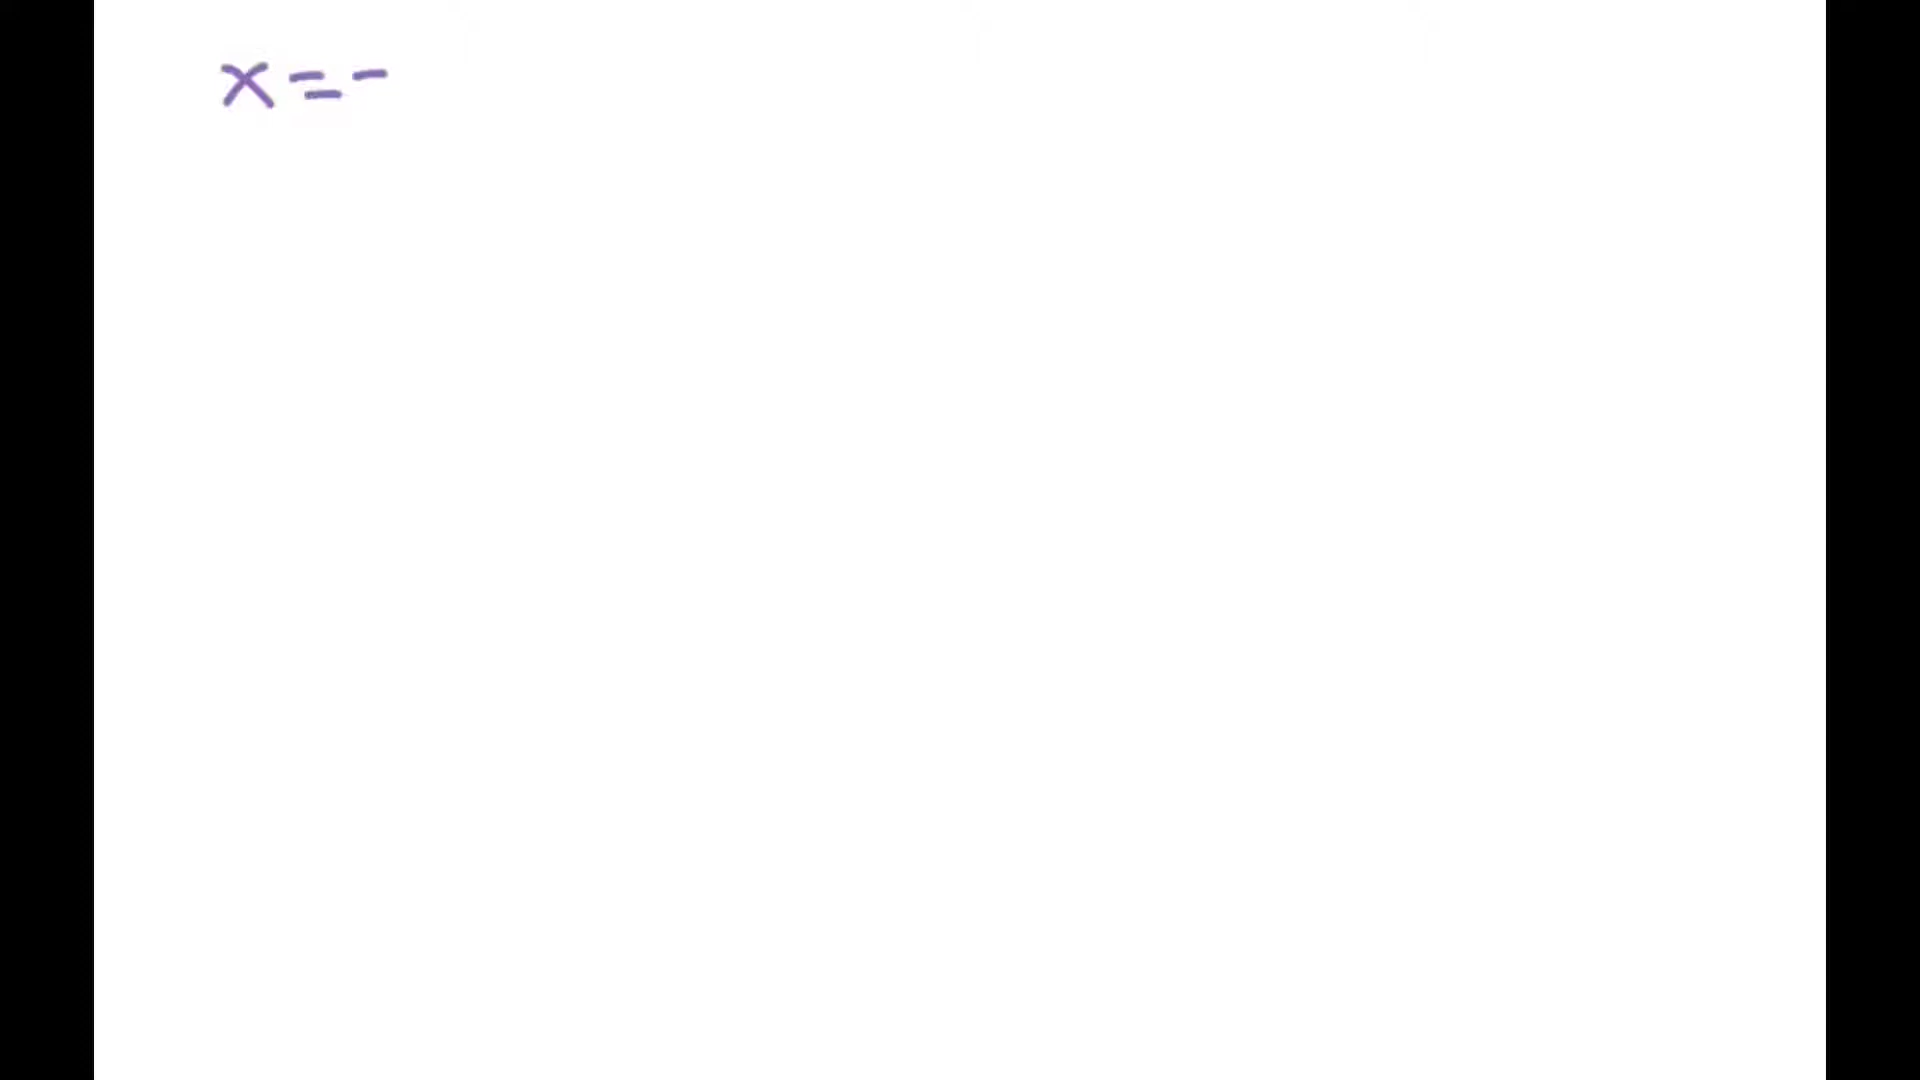 x = -